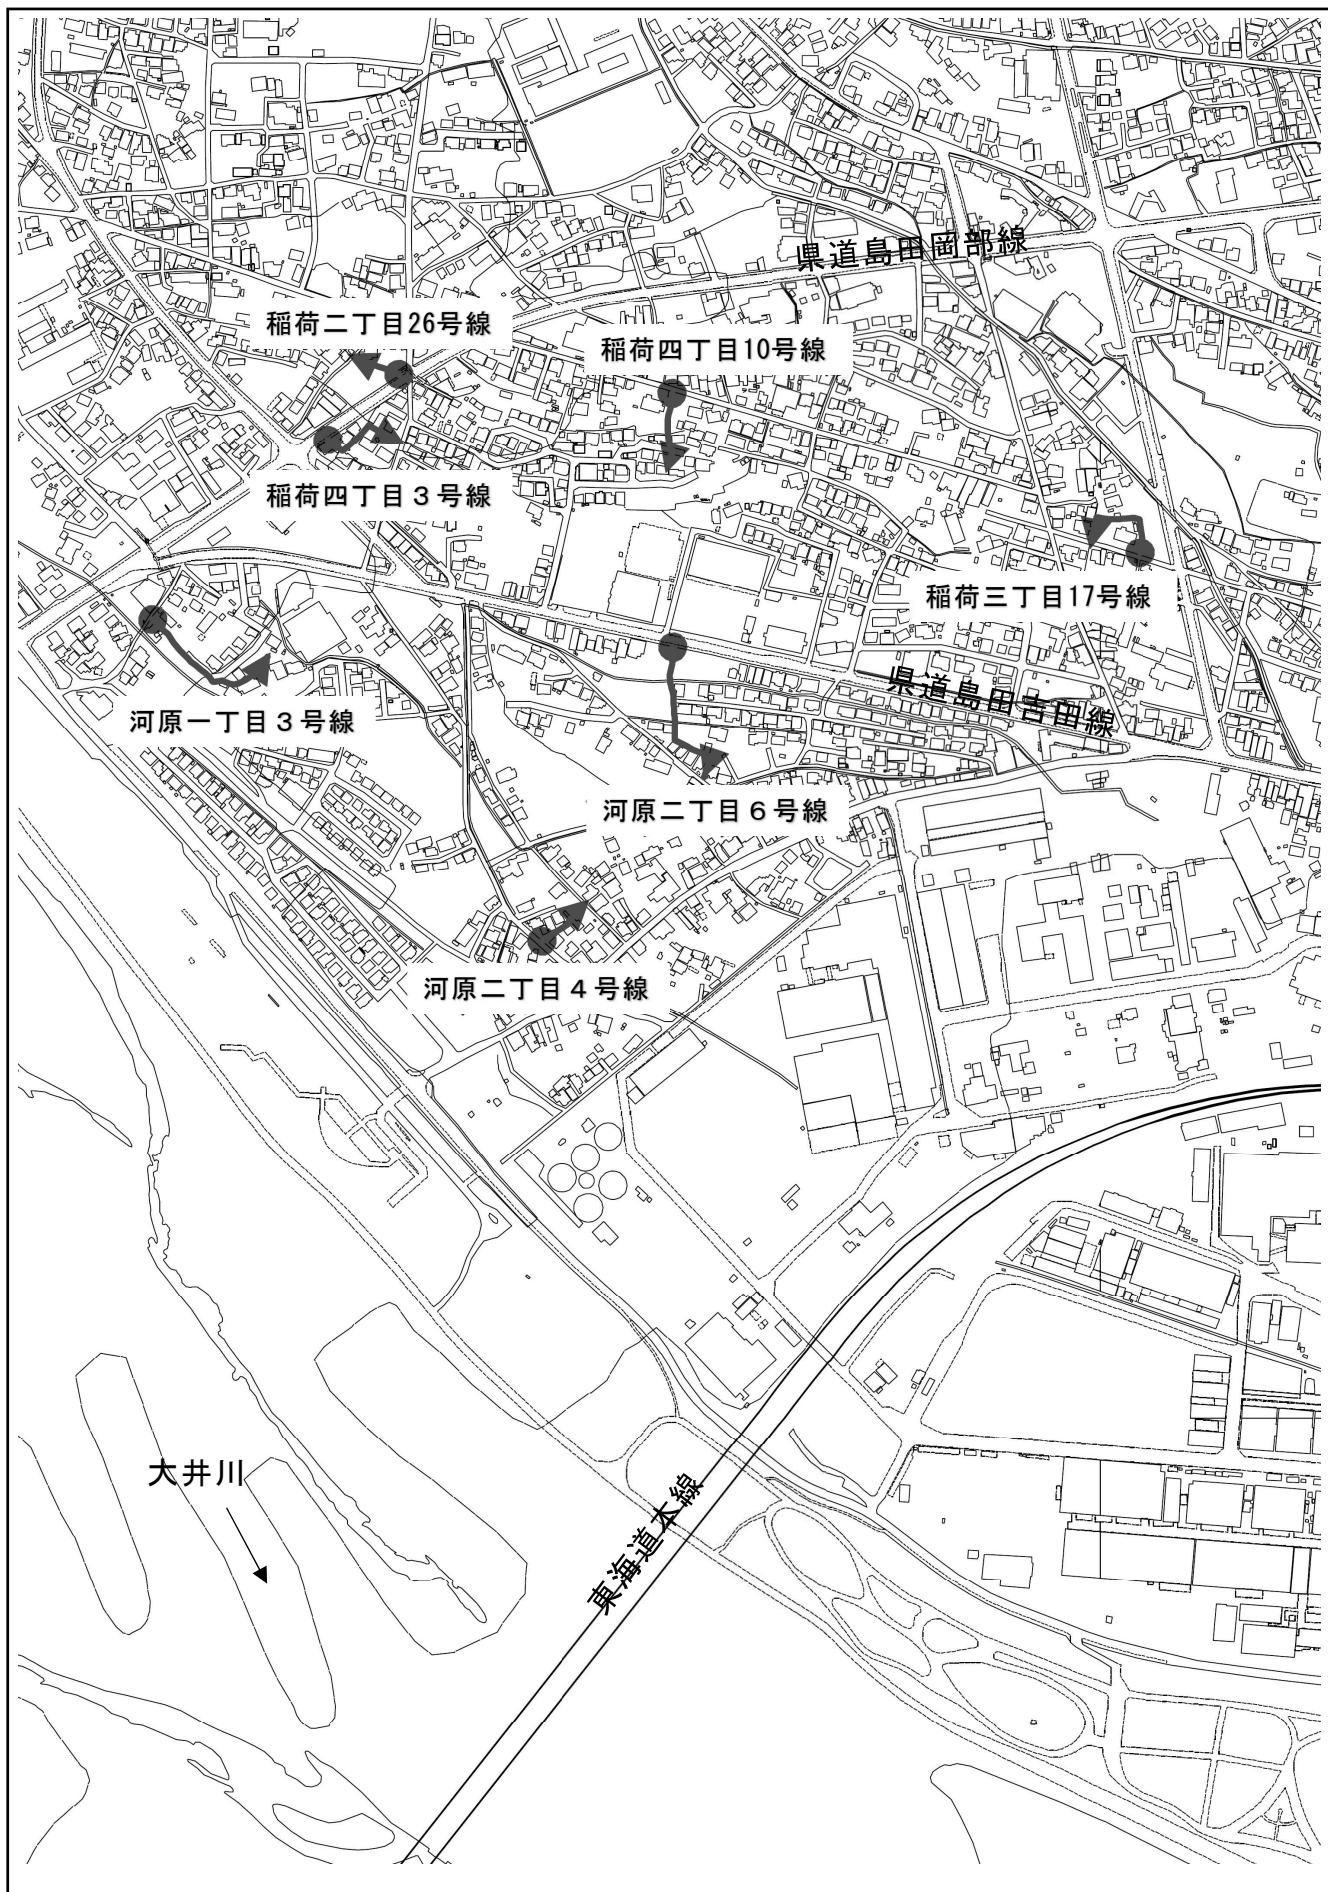 県道島田岡部線
稲荷二丁目26号線
稲荷四丁目10号線
稲荷四丁目３号線
稲荷三丁目17号線
県道島田吉田線
河原一丁目３号線
河原二丁目６号線
河原二丁目４号線
大井川
東海道本線